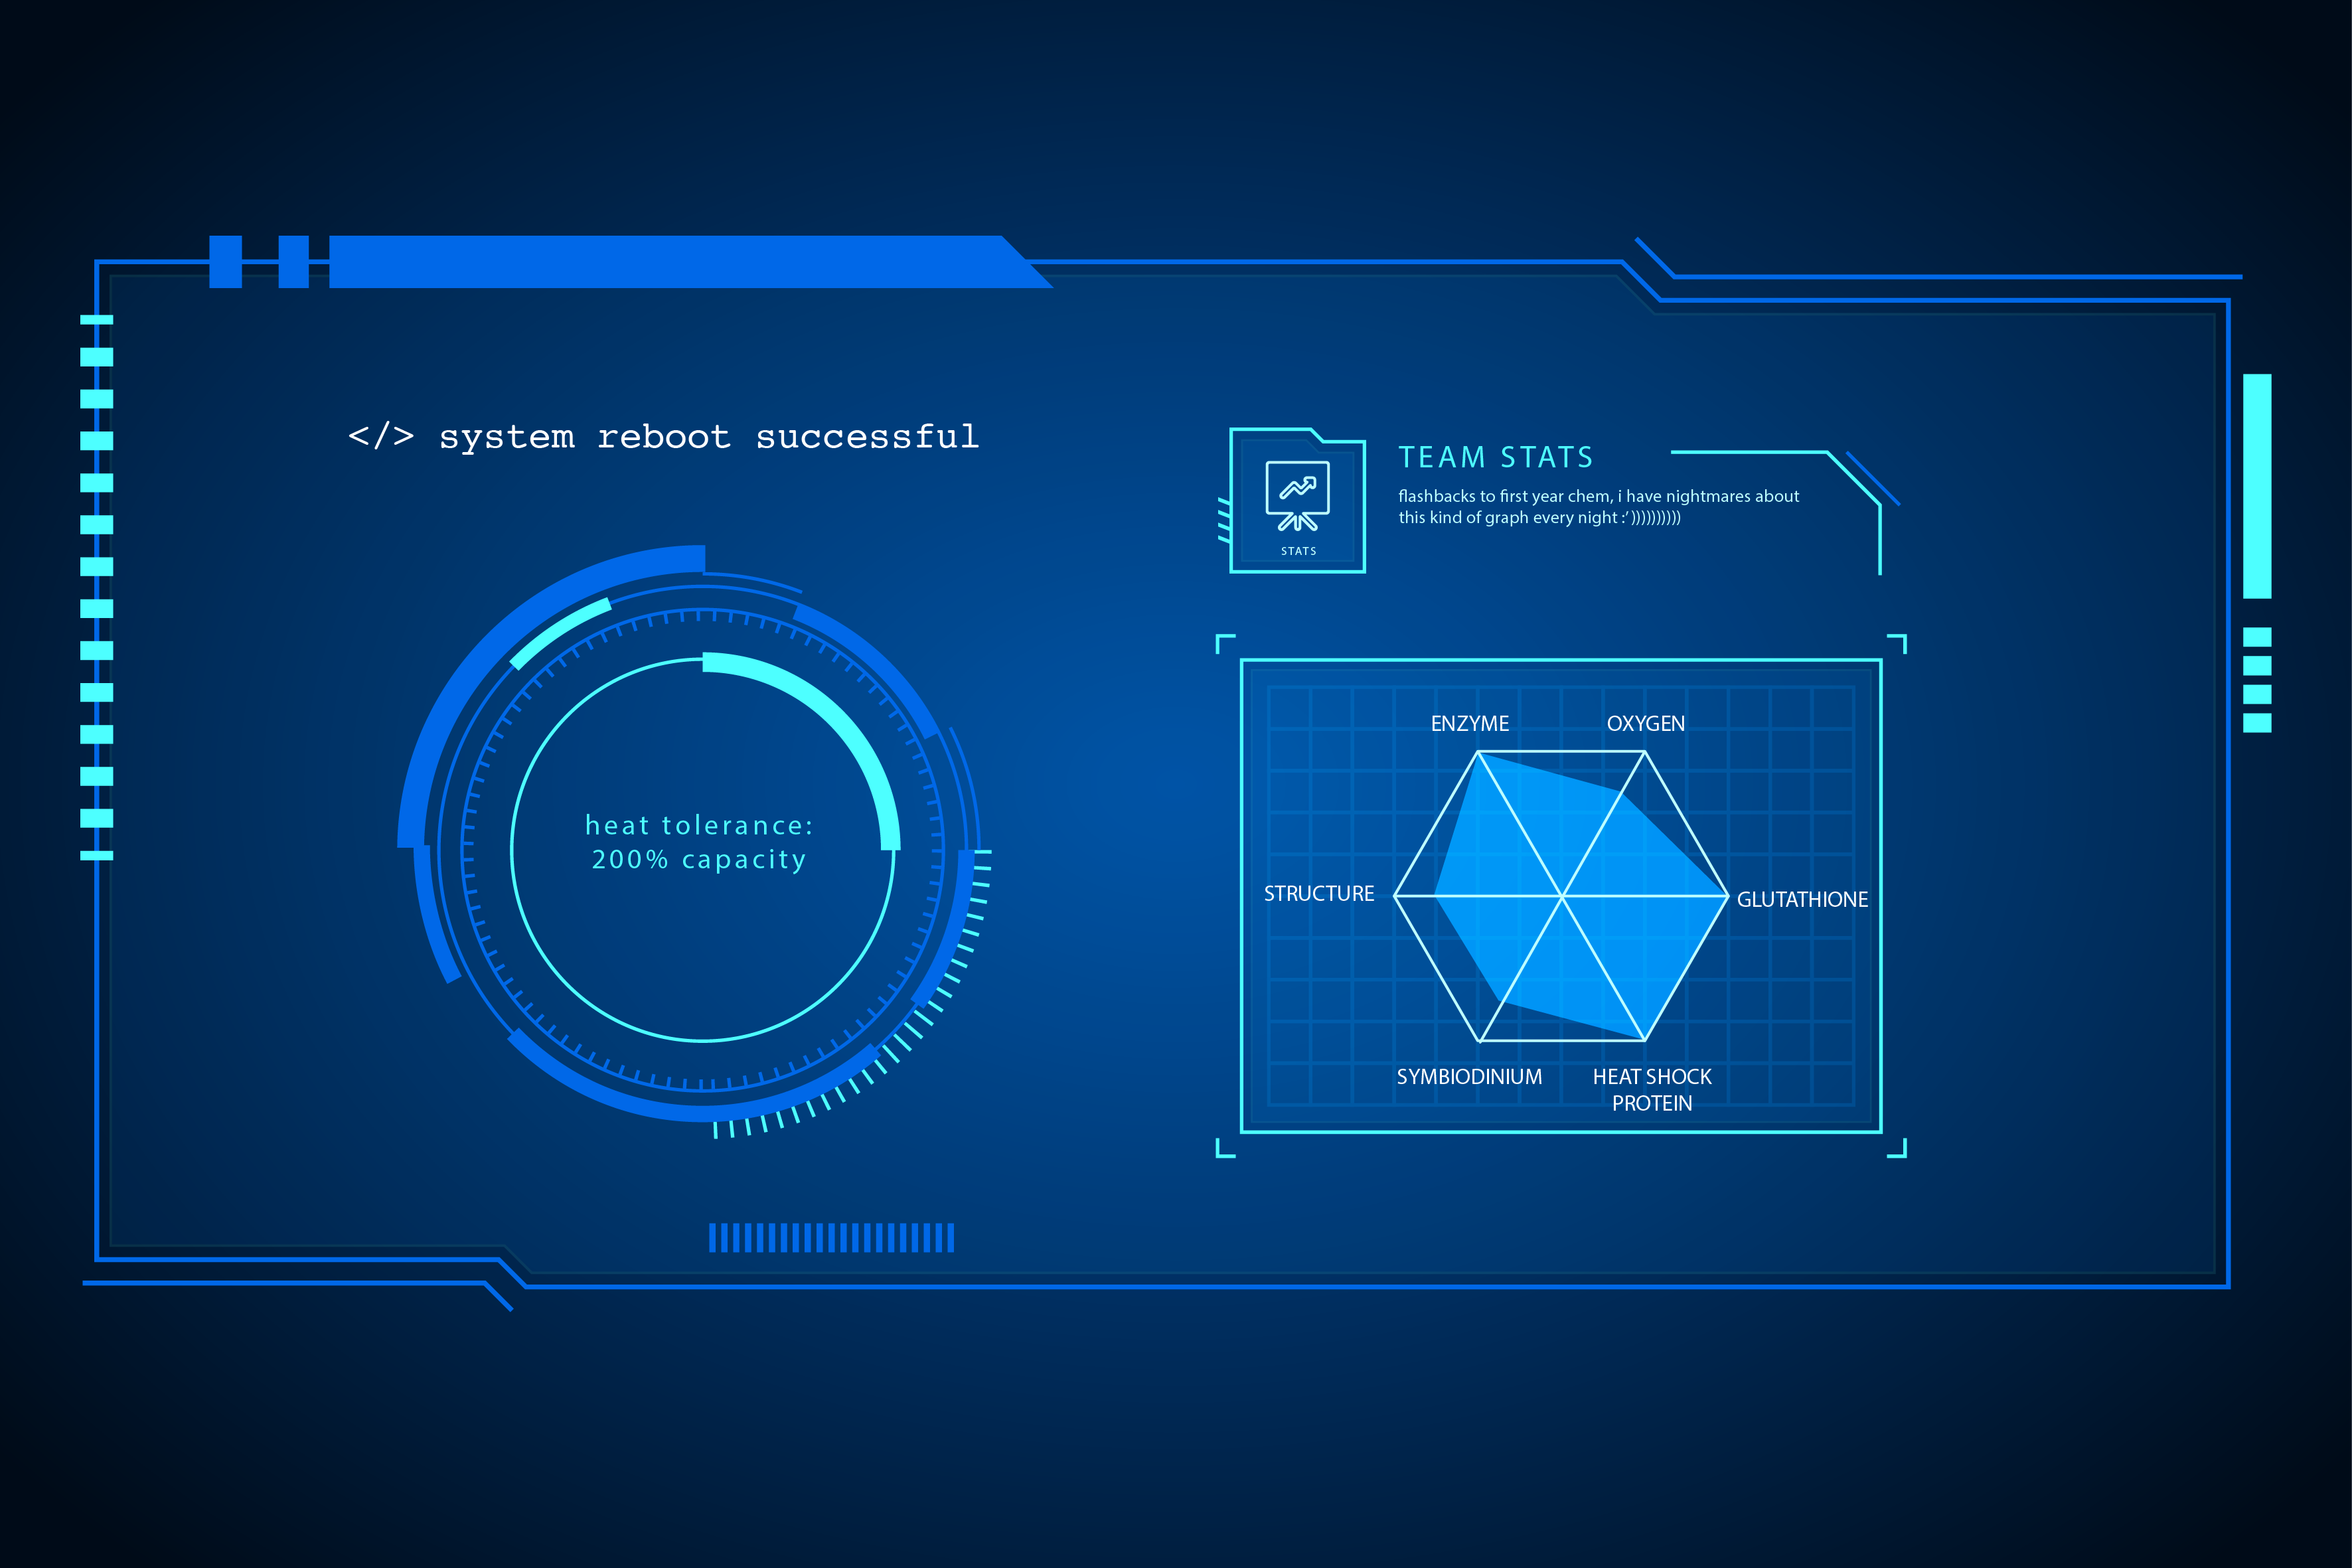 </> system reboot successful
heat tolerance:
200% capacity
STATS
TEAM STATS
flashbacks to first year chem, i have nightmares about
this kind of graph every night :’))))))))))
ENZYME
OXYGEN
STRUCTURE
GLUTATHIONE
SYMBIODINIUM
HEAT SHOCK
PROTEIN